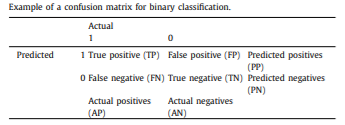 Example of a confusion matrix for binary classification.
Actual
1 0
Predicted 1 True positive (TP) False positive (FP) Predicted positives
(PP)
0 False negative (FN) True negative (TN) Predicted negatives
(PN)
Actual positives Actual negatives
(AP) (AN)